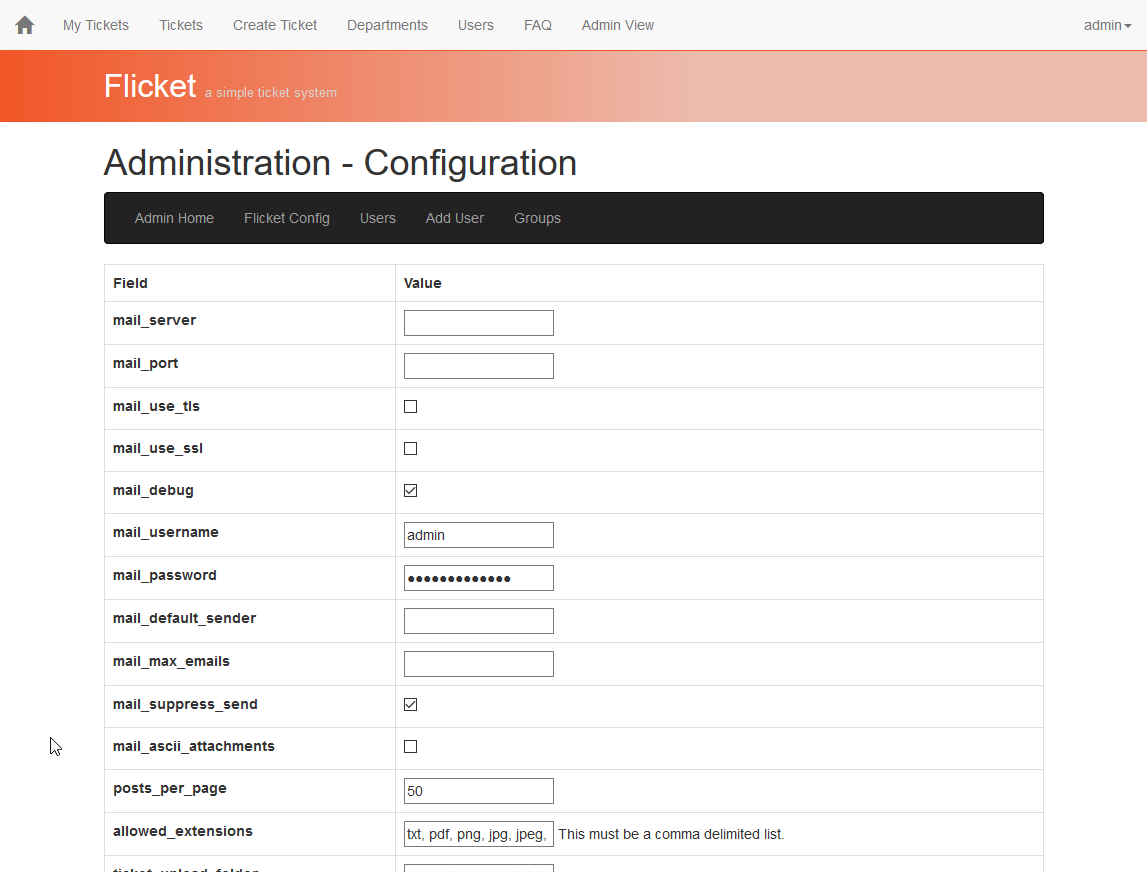 My Tickets Tickets Create Ticket Departments Users FAQ Admin View admin
Flicket a simple ticket system
Administration - Configuration
Admin Home Flicket Config Users Add User Groups
Field Value
mail_server
mail_port
mail_use_tls
mail_use_ssl
mail_debug
mail_username admin
mail_password ●●●●●●●●●●●●●
mail_default_sender
mail_max_emails
mail_suppress_send
mail_ascii_attachments
posts_per_page 50
allowed_extensions txt, pdf, png, jpg, jpeg, This must be a comma delimited list.